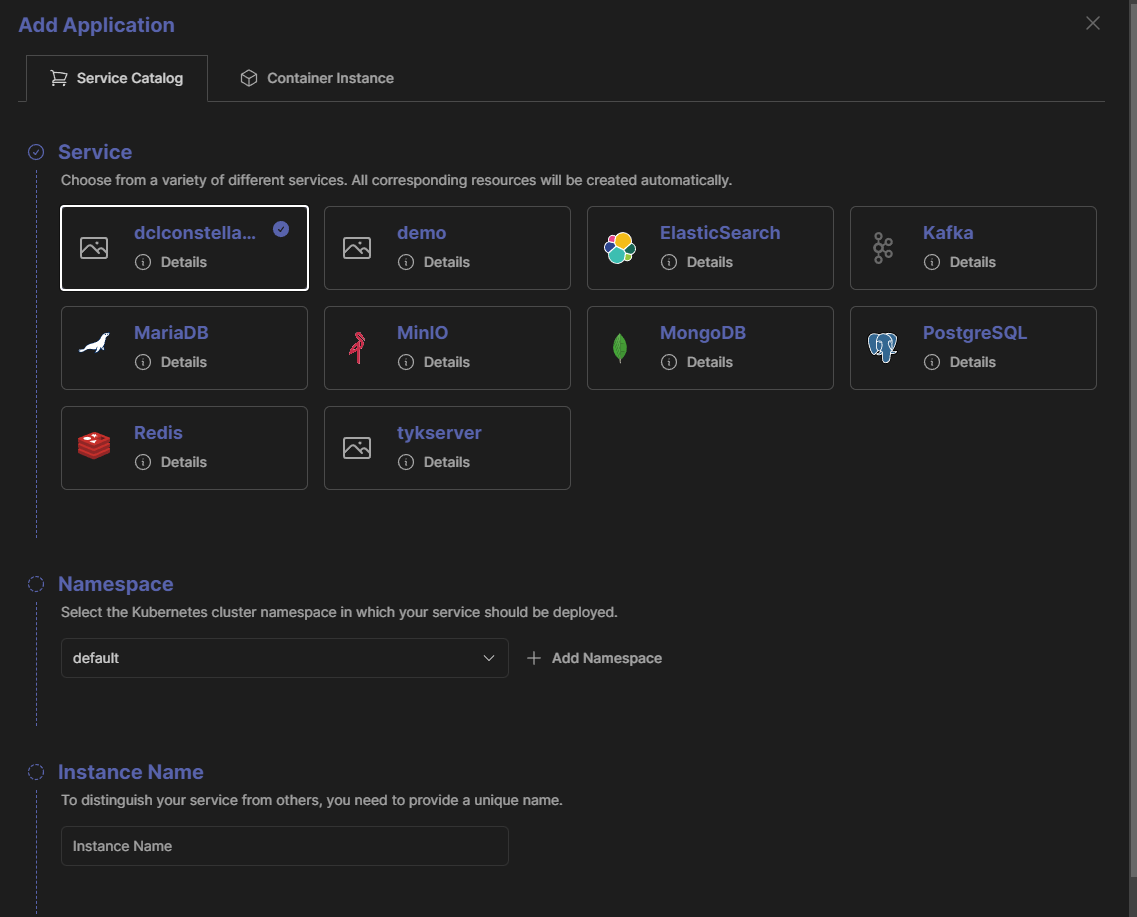 Add Application
Service Catalog
Container Instance
Service
Choose from a variety of different services. All corresponding resources will be created automatically.
dclconstella...
Details
demo
Details
ElasticSearch
Details
Kafka
Details
MariaDB
Details
MinIO
Details
MongoDB
Details
PostgreSQL
Details
Redis
Details
tykserver
Details
Namespace
Select the Kubernetes cluster namespace in which your service should be deployed.
default
Add Namespace
Instance Name
To distinguish your service from others, you need to provide a unique name.
Instance Name